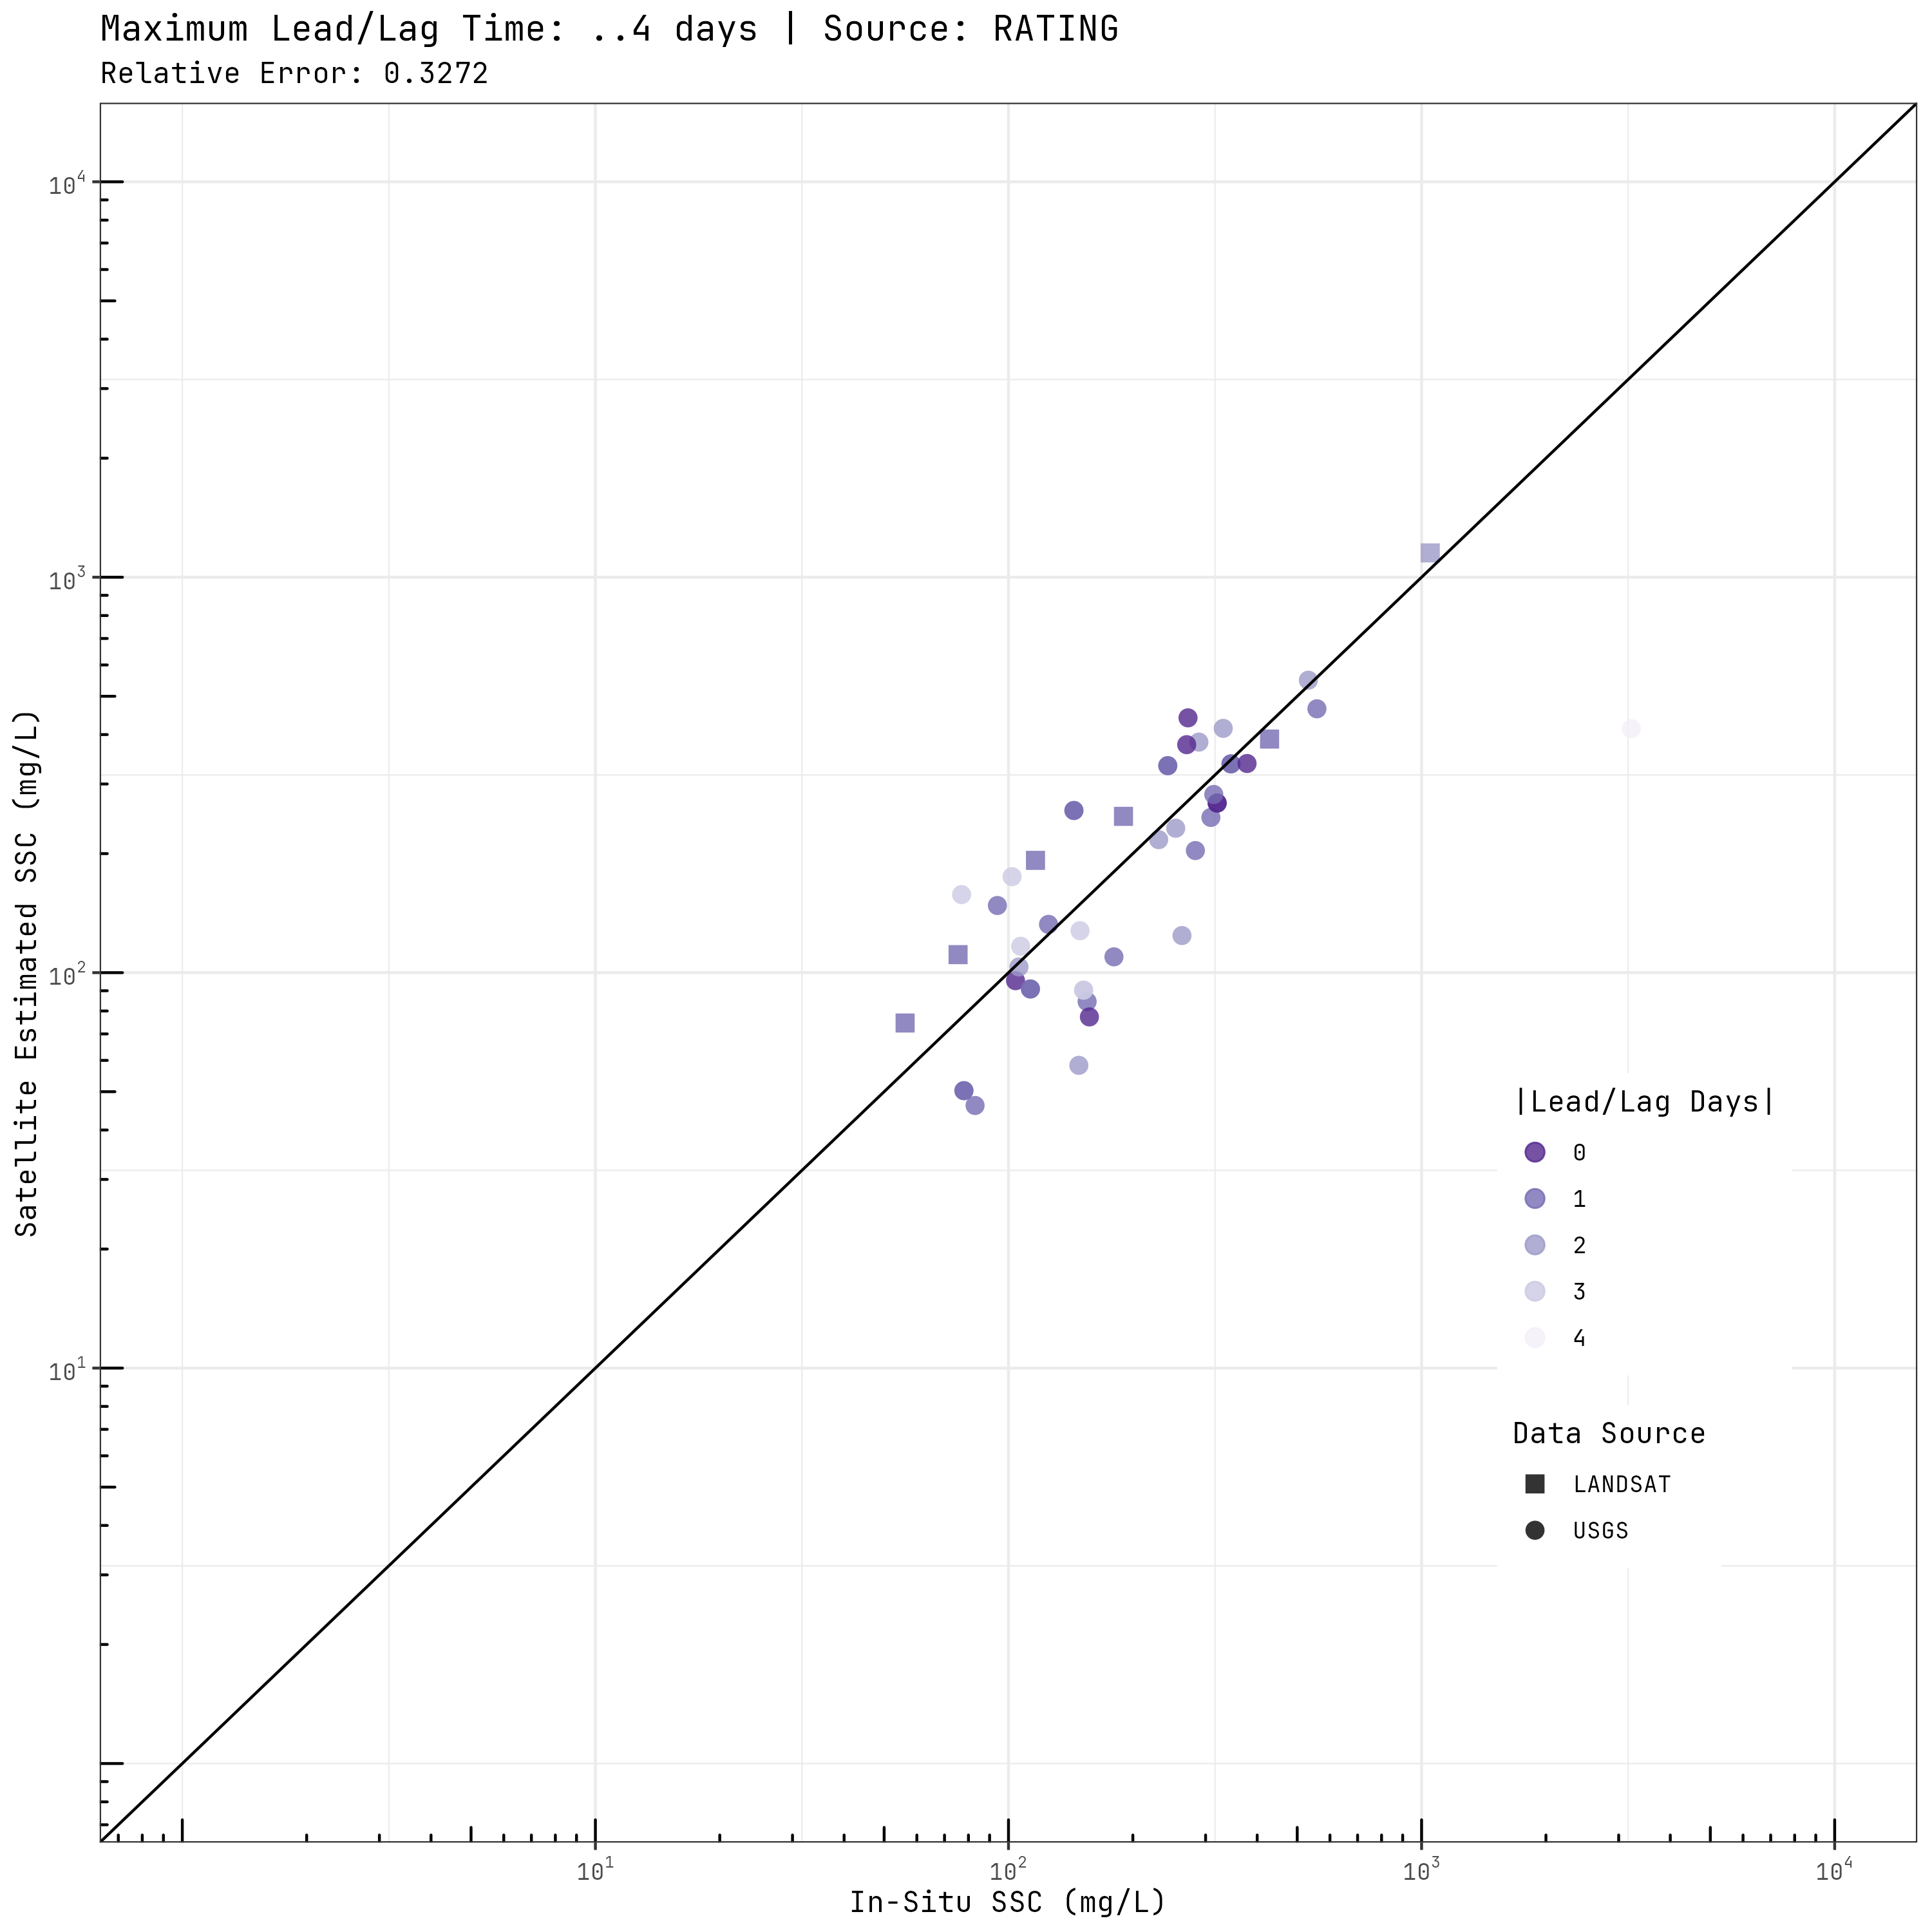 Maximum Lead/Lag Time: ..4 days | Source: RATING
Relative Error: 0.3272
Satellite Estimated SSC (mg/L)
10⁴
10³
10²
10¹
|Lead/Lag Days|
0
1
2
3
4
Data Source
LANDSAT
USGS
10¹ 10² 10³ 10⁴
In-Situ SSC (mg/L)